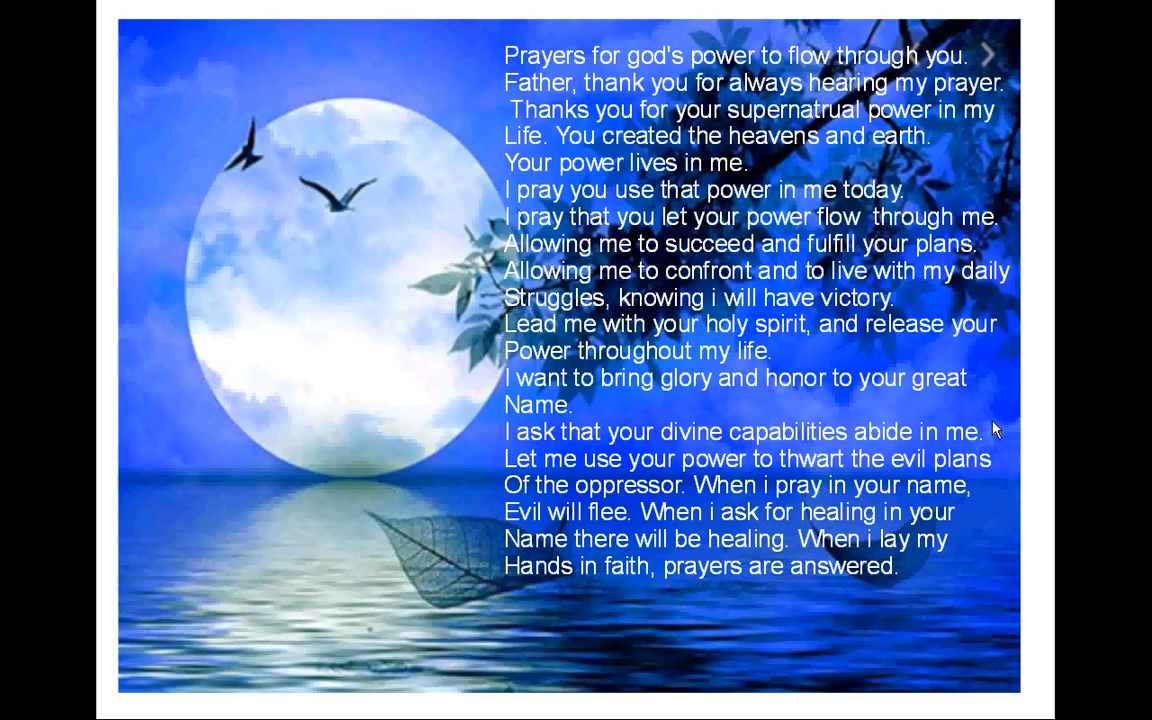 Prayers for god's power to flow through you.
Father, thank you for always hearing my prayer.
Thanks you for your supernatrual power in my
Life. You created the heavens and earth.
Your power lives in me.
I pray you use that power in me today.
I pray that you let your power flow  through me.
Allowing me to succeed and fulfill your plans.
Allowing me to confront and to live with my daily
Struggles, knowing i will have victory.
Lead me with your holy spirit, and release your
Power throughout my life.
I want to bring glory and honor to your great
Name.
I ask that your divine capabilities abide in me.
Let me use your power to thwart the evil plans
Of the oppressor. When i pray in your name,
Evil will flee. When i ask for healing in your
Name there will be healing. When i lay my
Hands in faith, prayers are answered.